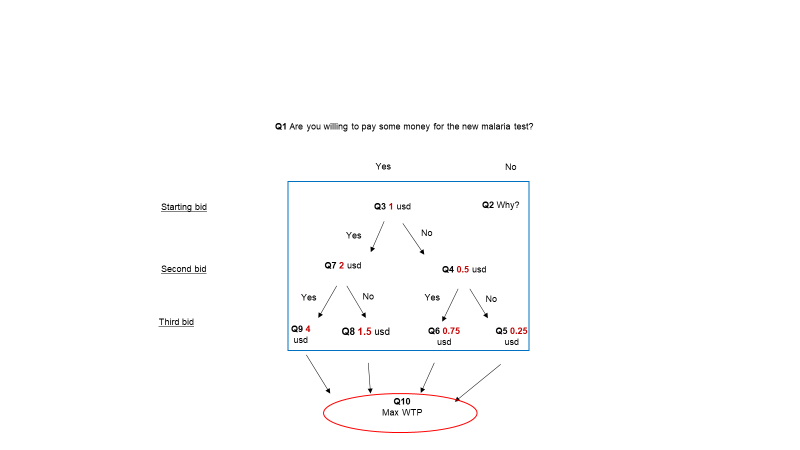 Q1 Are you willing to pay some money for the new malaria test?
Yes No
Starting bid Q3 1 usd Q2 Why?
Yes No
Second bid Q7 2 usd Q4 0.5 usd
Yes No Yes No
Third bid
Q9 4 usd
Q8 1.5 usd
Q6 0.75 usd
Q5 0.25 usd
Q10
Max WTP